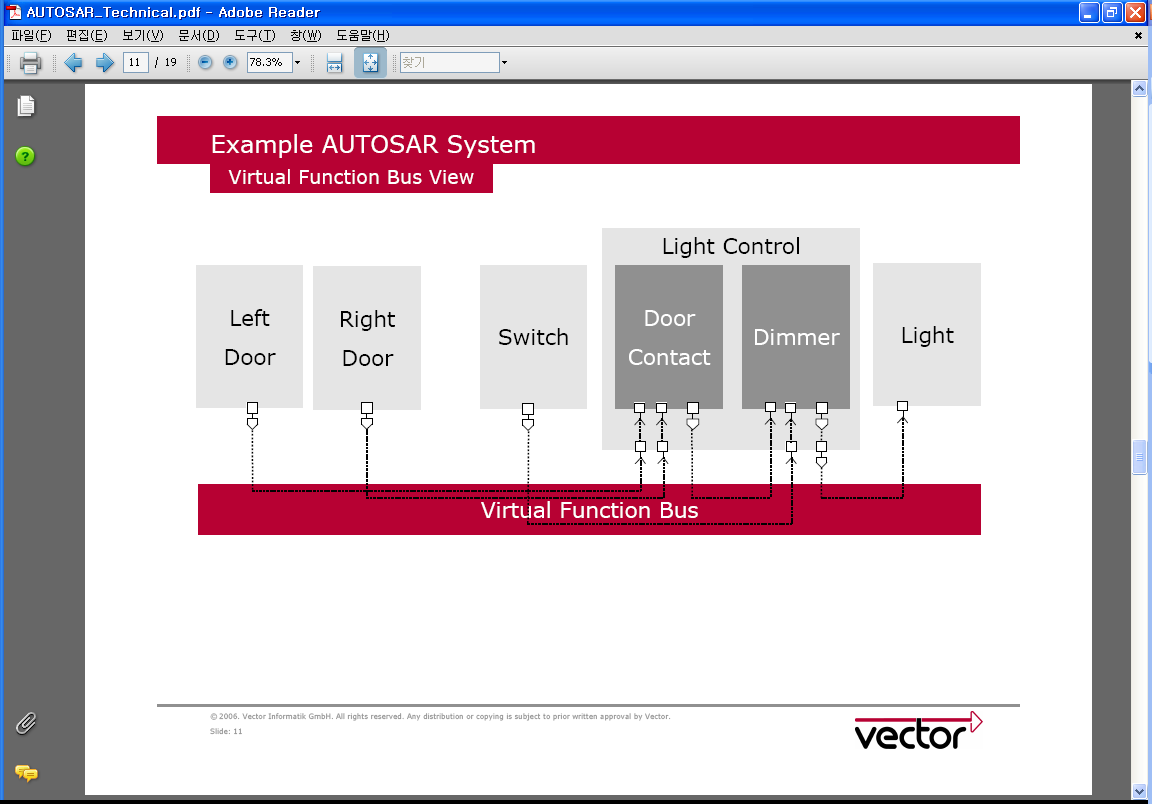 AUTOSAR_Technical.pdf - Adobe Reader
파일(F) 편집(E) 보기(V) 문서(D) 도구(T) 창(W) 도움말(H)
11 / 19 78.3% 찾기
Example AUTOSAR System
Virtual Function Bus View
Light Control
Left
Door
Right
Door
Switch
Door
Contact
Dimmer
Light
Virtual Function Bus
© 2006. Vector Informatik GmbH. All rights reserved. Any distribution or copying is subject to prior written approval by Vector.
Slide: 11
vector